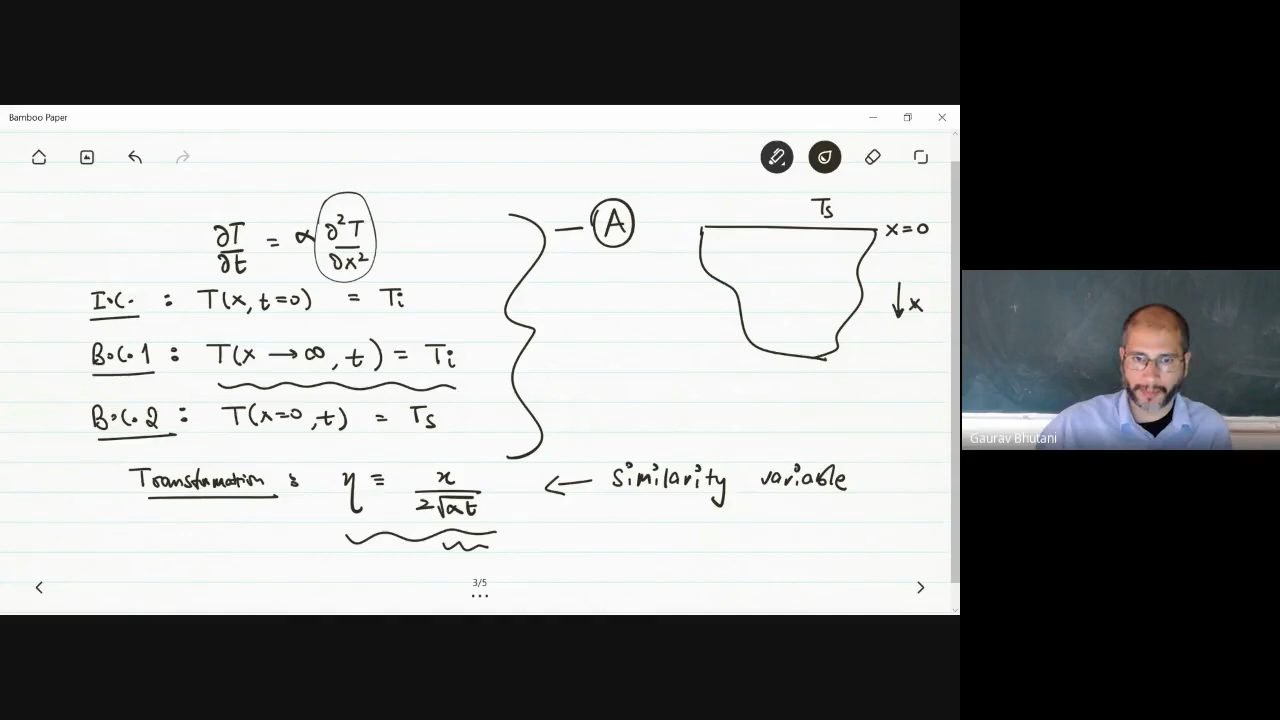 Bamboo Paper
∂T/∂t = α ∂²T/∂x²
I.C. : T(x, t=0) = Ti
B.C.1 : T(x → ∞, t) = Ti
B.C.2 : T(x=0, t) = Ts
— A
Ts
x=0
↓ x
Transformation : η ≡ x / 2√αt ← Similarity variable
3/5
Gaurav Bhutani